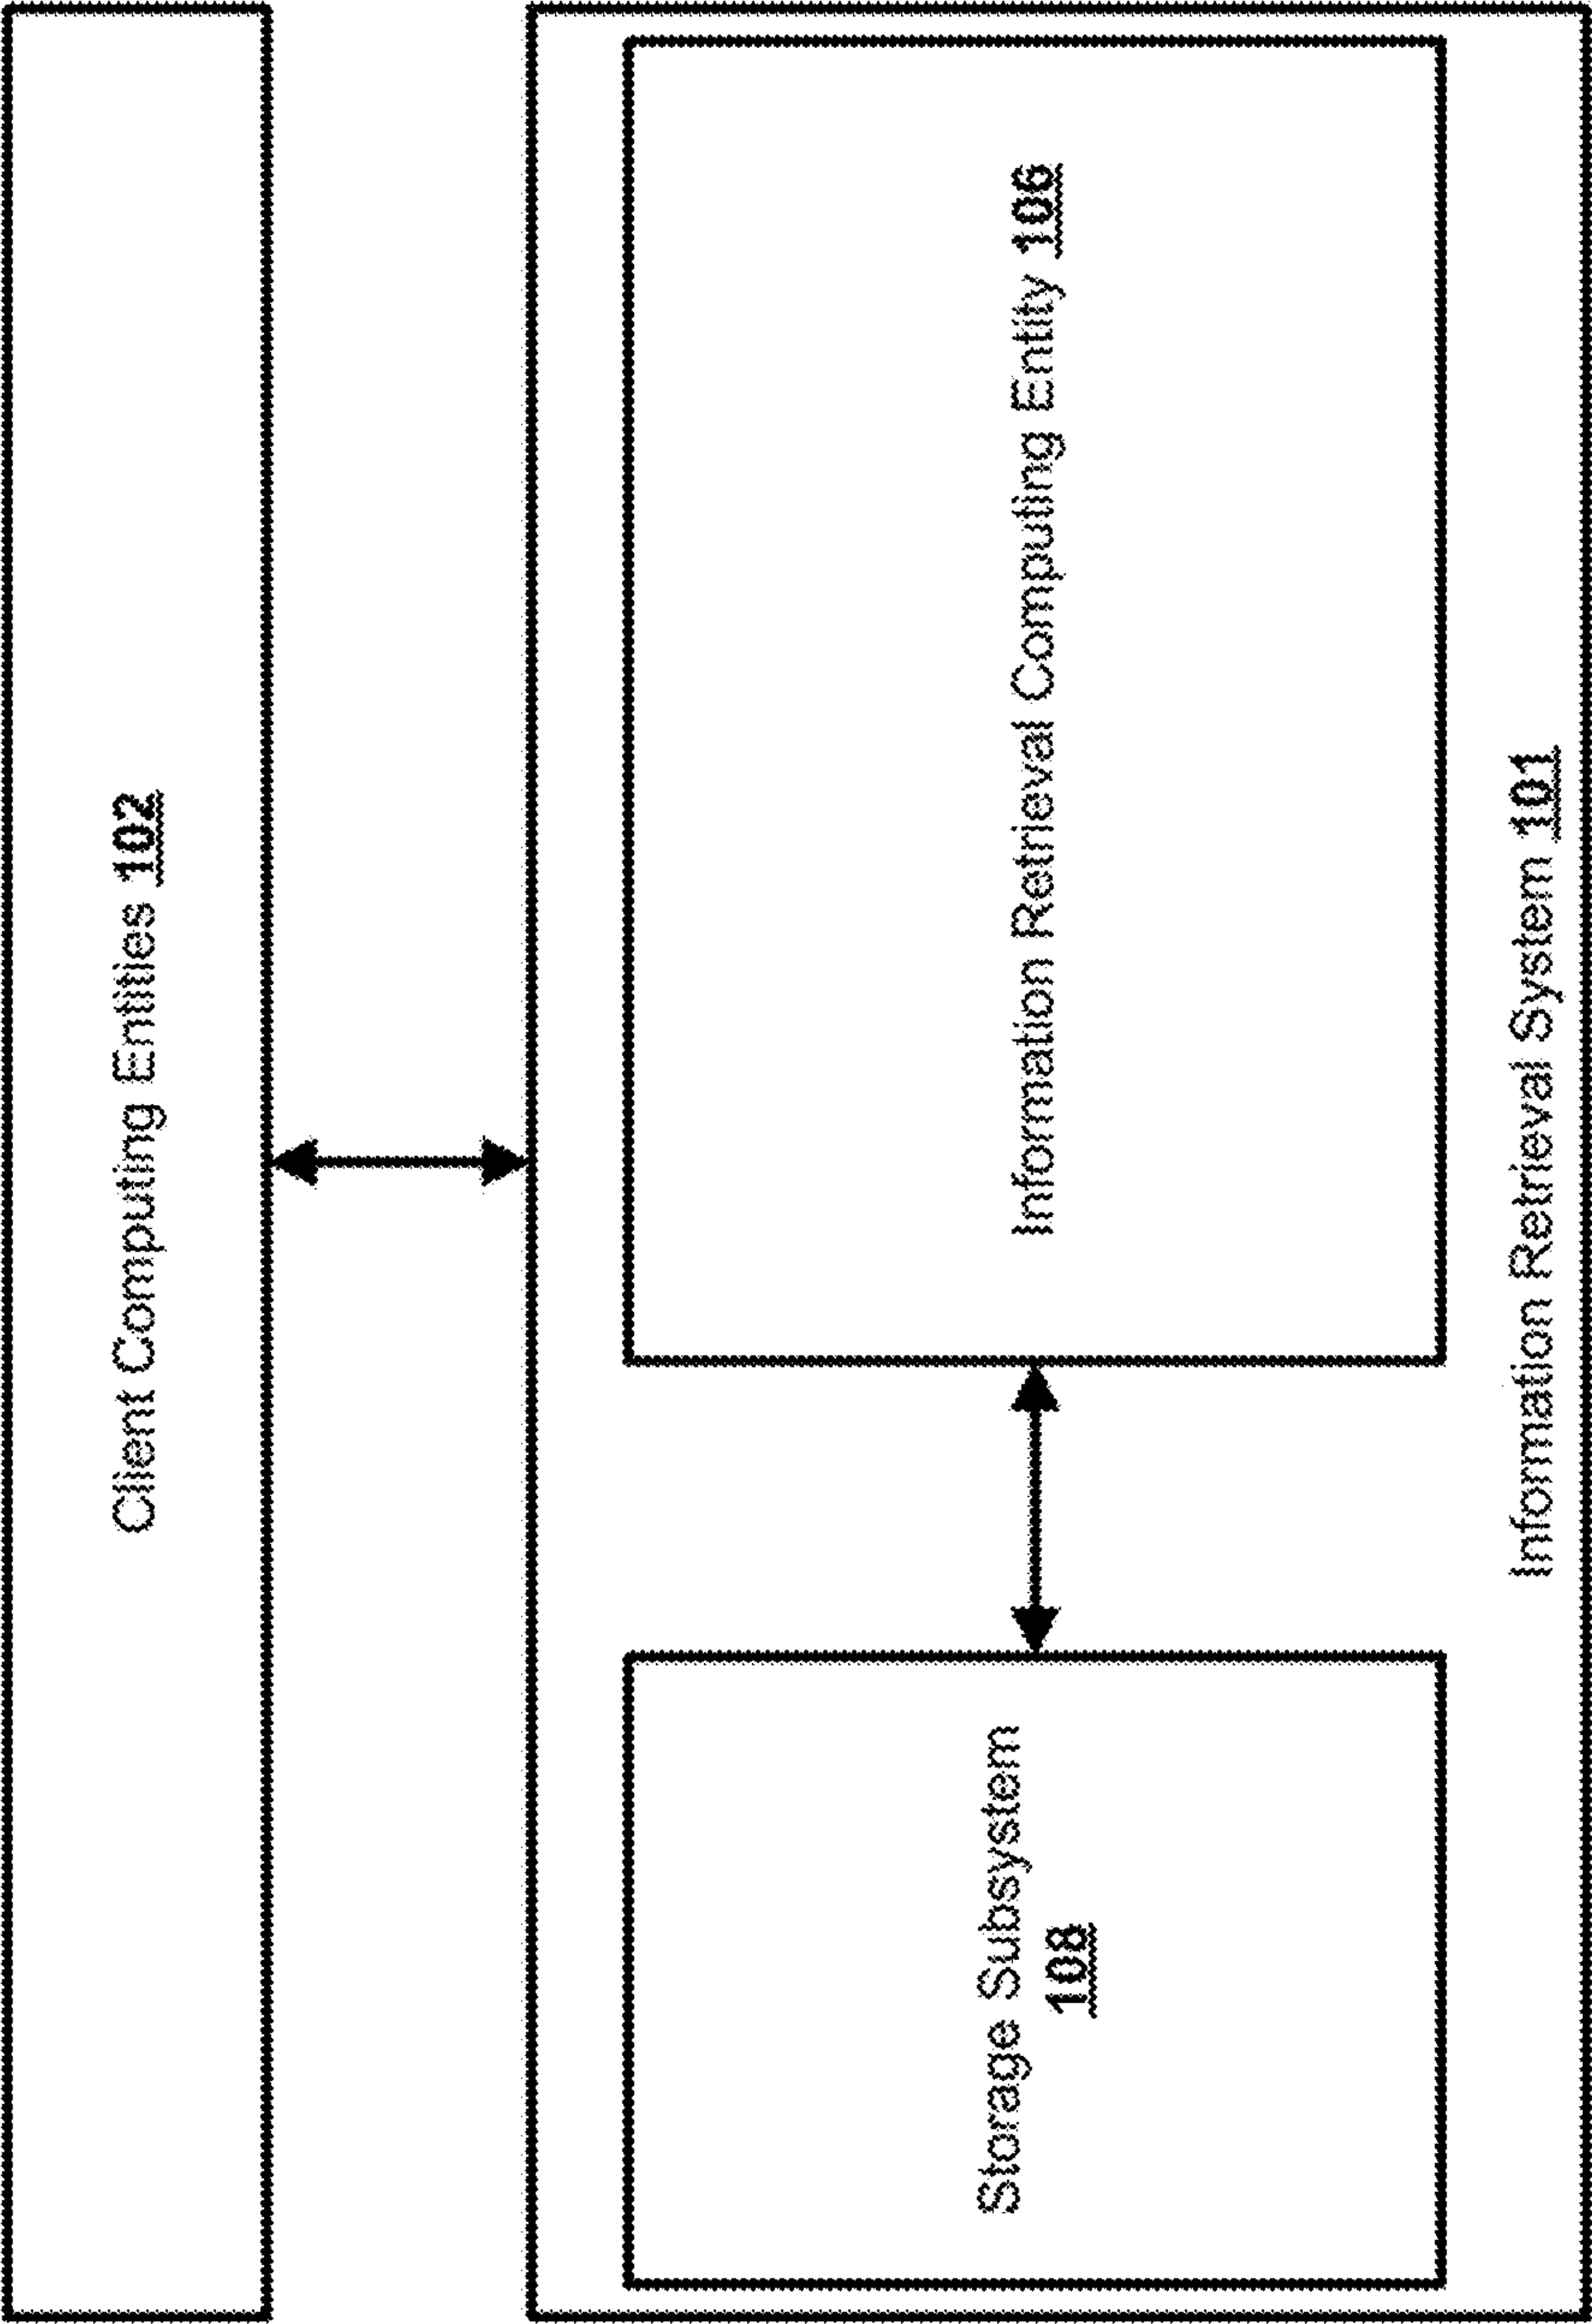 Client Computing Entities 102
Storage Subsystem
108
Information Retrieval Computing Entity 106
Information Retrieval System 101